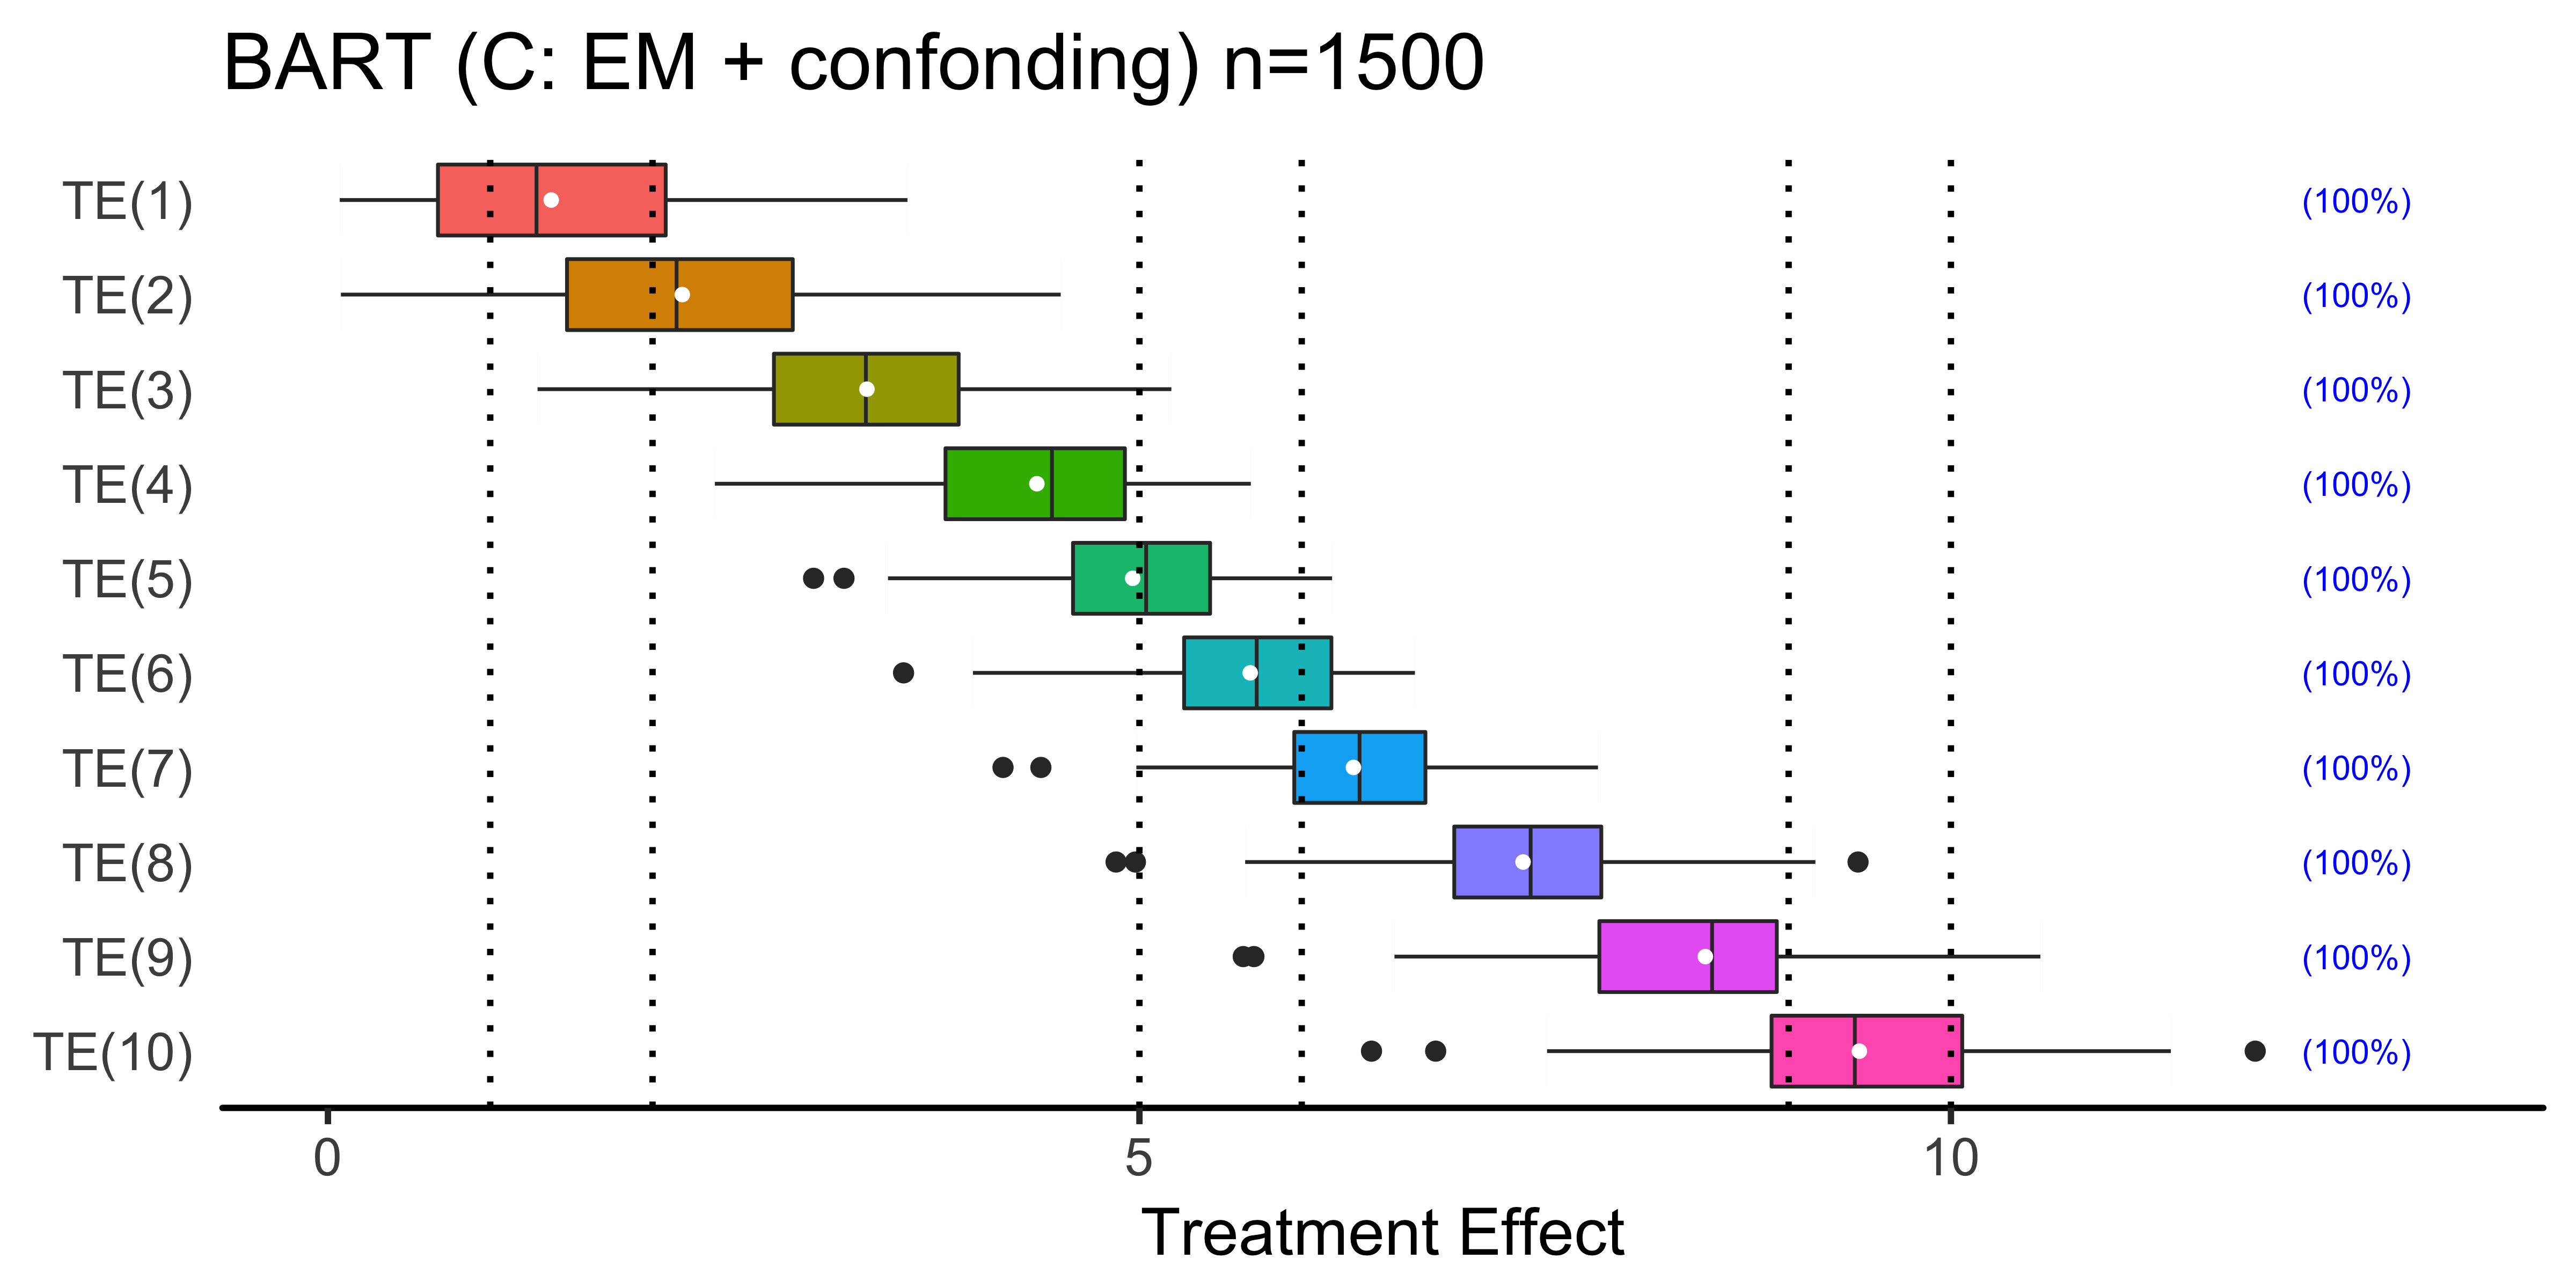 BART (C: EM + confonding) n=1500
TE(1) (100%)
TE(2) (100%)
TE(3) (100%)
TE(4) (100%)
TE(5) (100%)
TE(6) (100%)
TE(7) (100%)
TE(8) (100%)
TE(9) (100%)
TE(10) (100%)
0 5 10
Treatment Effect